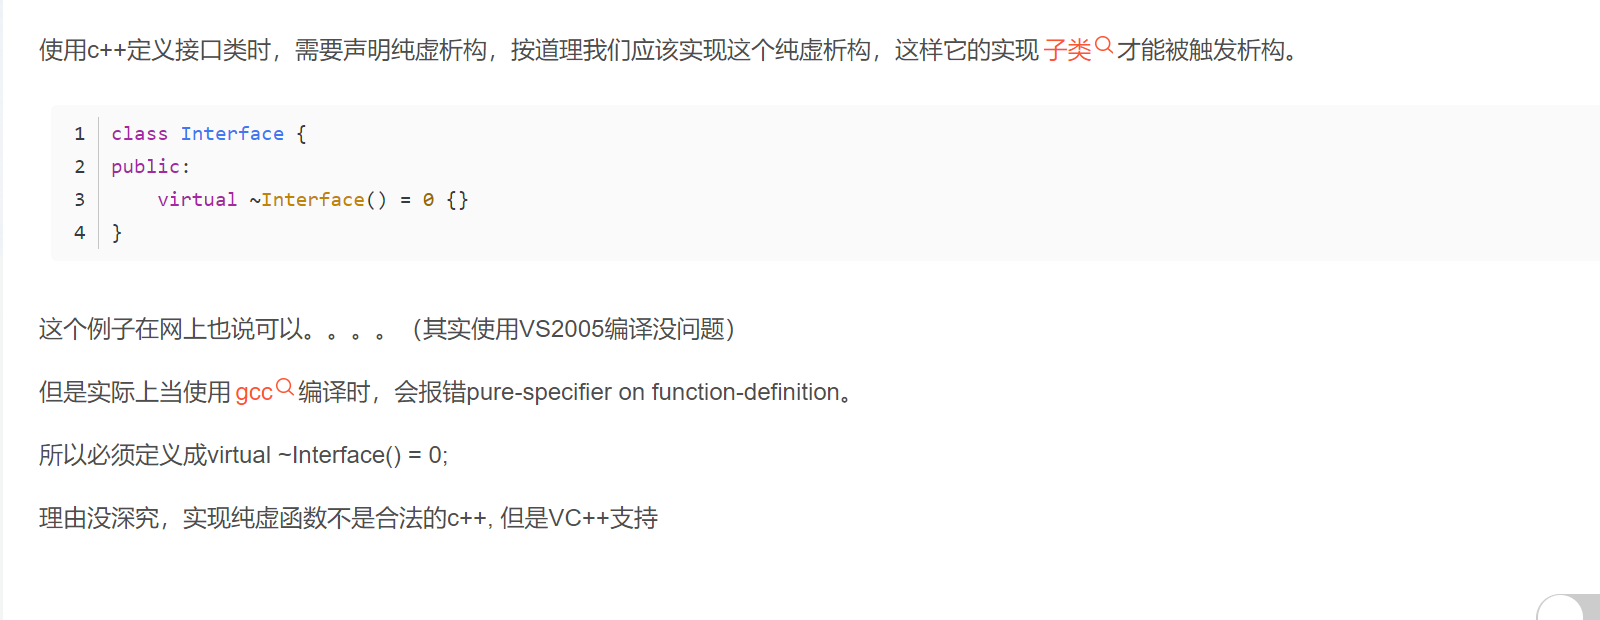 使用c++定义接口类时，需要声明纯虚析构，按道理我们应该实现这个纯虚析构，这样它的实现子类才能被触发析构。
1 class Interface {
2 public:
3     virtual ~Interface() = 0 {}
4 }
这个例子在网上也说可以。。。。（其实使用VS2005编译没问题）
但是实际上当使用gcc编译时，会报错pure-specifier on function-definition。
所以必须定义成virtual ~Interface() = 0;
理由没深究，实现纯虚函数不是合法的c++, 但是VC++支持